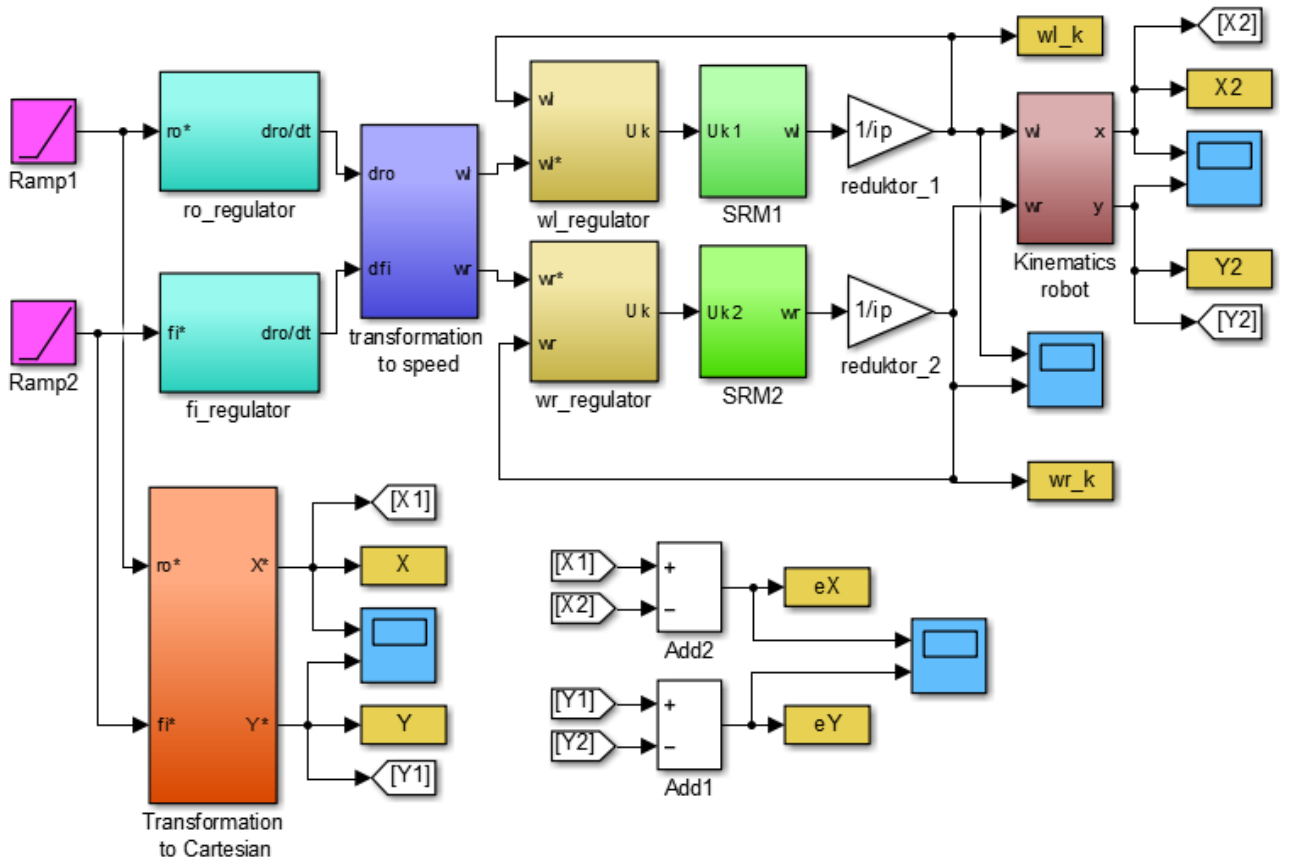 [X2]
wl_k
X2
Ramp1
ro*
dro/dt
ro_regulator
dro
wl
dfi
wr
transformation
to speed
wl
wl*
Uk
wl_regulator
Uk1
wl
SRM1
1/ip
reduktor_1
wl
x
wr
y
Kinematics
robot
Y2
[Y2]
Ramp2
fi*
dro/dt
fi_regulator
wr*
Uk
wr
wr_regulator
Uk2
wr
SRM2
1/ip
reduktor_2
wr_k
ro*
X*
fi*
Y*
Transformation
to Cartesian
[X1]
X
Y
[Y1]
[X1]
[X2]
+
−
Add2
eX
[Y1]
[Y2]
+
−
Add1
eY